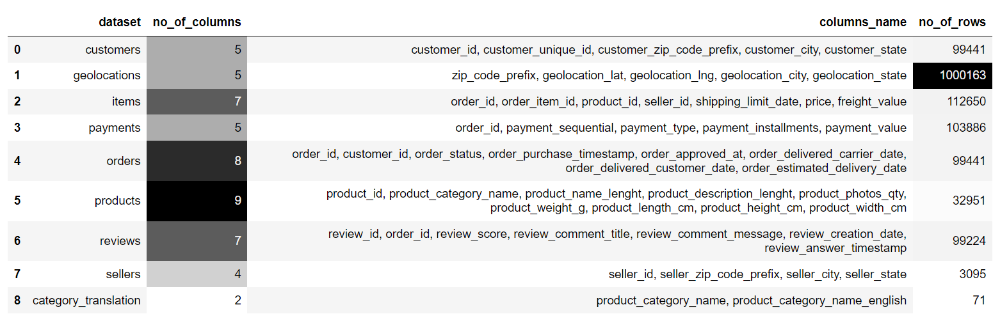 dataset no_of_columns columns_name no_of_rows
0 customers 5 customer_id, customer_unique_id, customer_zip_code_prefix, customer_city, customer_state 99441
1 geolocations 5 zip_code_prefix, geolocation_lat, geolocation_lng, geolocation_city, geolocation_state 1000163
2 items 7 order_id, order_item_id, product_id, seller_id, shipping_limit_date, price, freight_value 112650
3 payments 5 order_id, payment_sequential, payment_type, payment_installments, payment_value 103886
4 orders 8 order_id, customer_id, order_status, order_purchase_timestamp, order_approved_at, order_delivered_carrier_date, 99441
order_delivered_customer_date, order_estimated_delivery_date
5 products 9 product_id, product_category_name, product_name_lenght, product_description_lenght, product_photos_qty, 32951
product_weight_g, product_length_cm, product_height_cm, product_width_cm
6 reviews 7 review_id, order_id, review_score, review_comment_title, review_comment_message, review_creation_date, 99224
review_answer_timestamp
7 sellers 4 seller_id, seller_zip_code_prefix, seller_city, seller_state 3095
8 category_translation 2 product_category_name, product_category_name_english 71